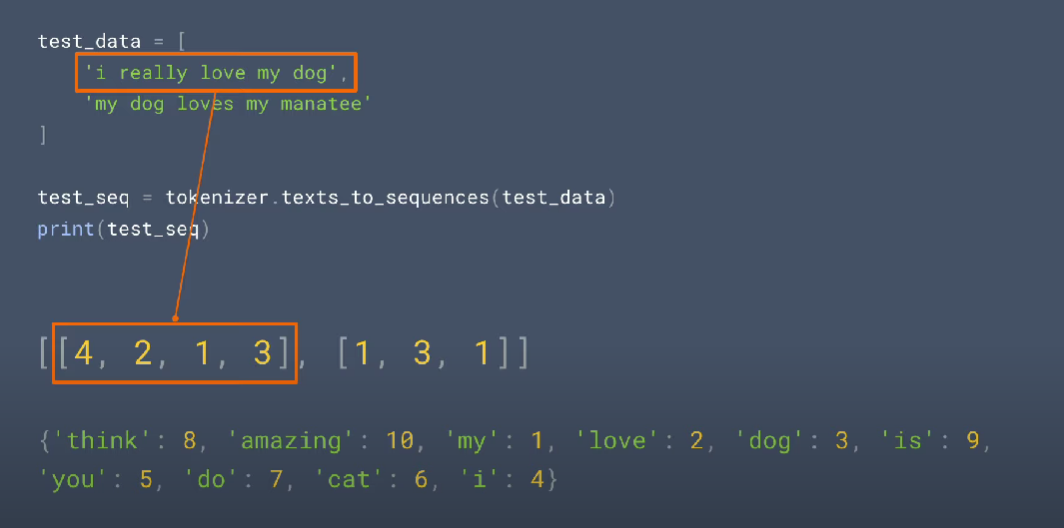 test_data = [
'i really love my dog',
'my dog loves my manatee'
]
test_seq = tokenizer.texts_to_sequences(test_data)
print(test_seq)
[[4, 2, 1, 3], [1, 3, 1]]
{'think': 8, 'amazing': 10, 'my': 1, 'love': 2, 'dog': 3, 'is': 9,
'you': 5, 'do': 7, 'cat': 6, 'i': 4}